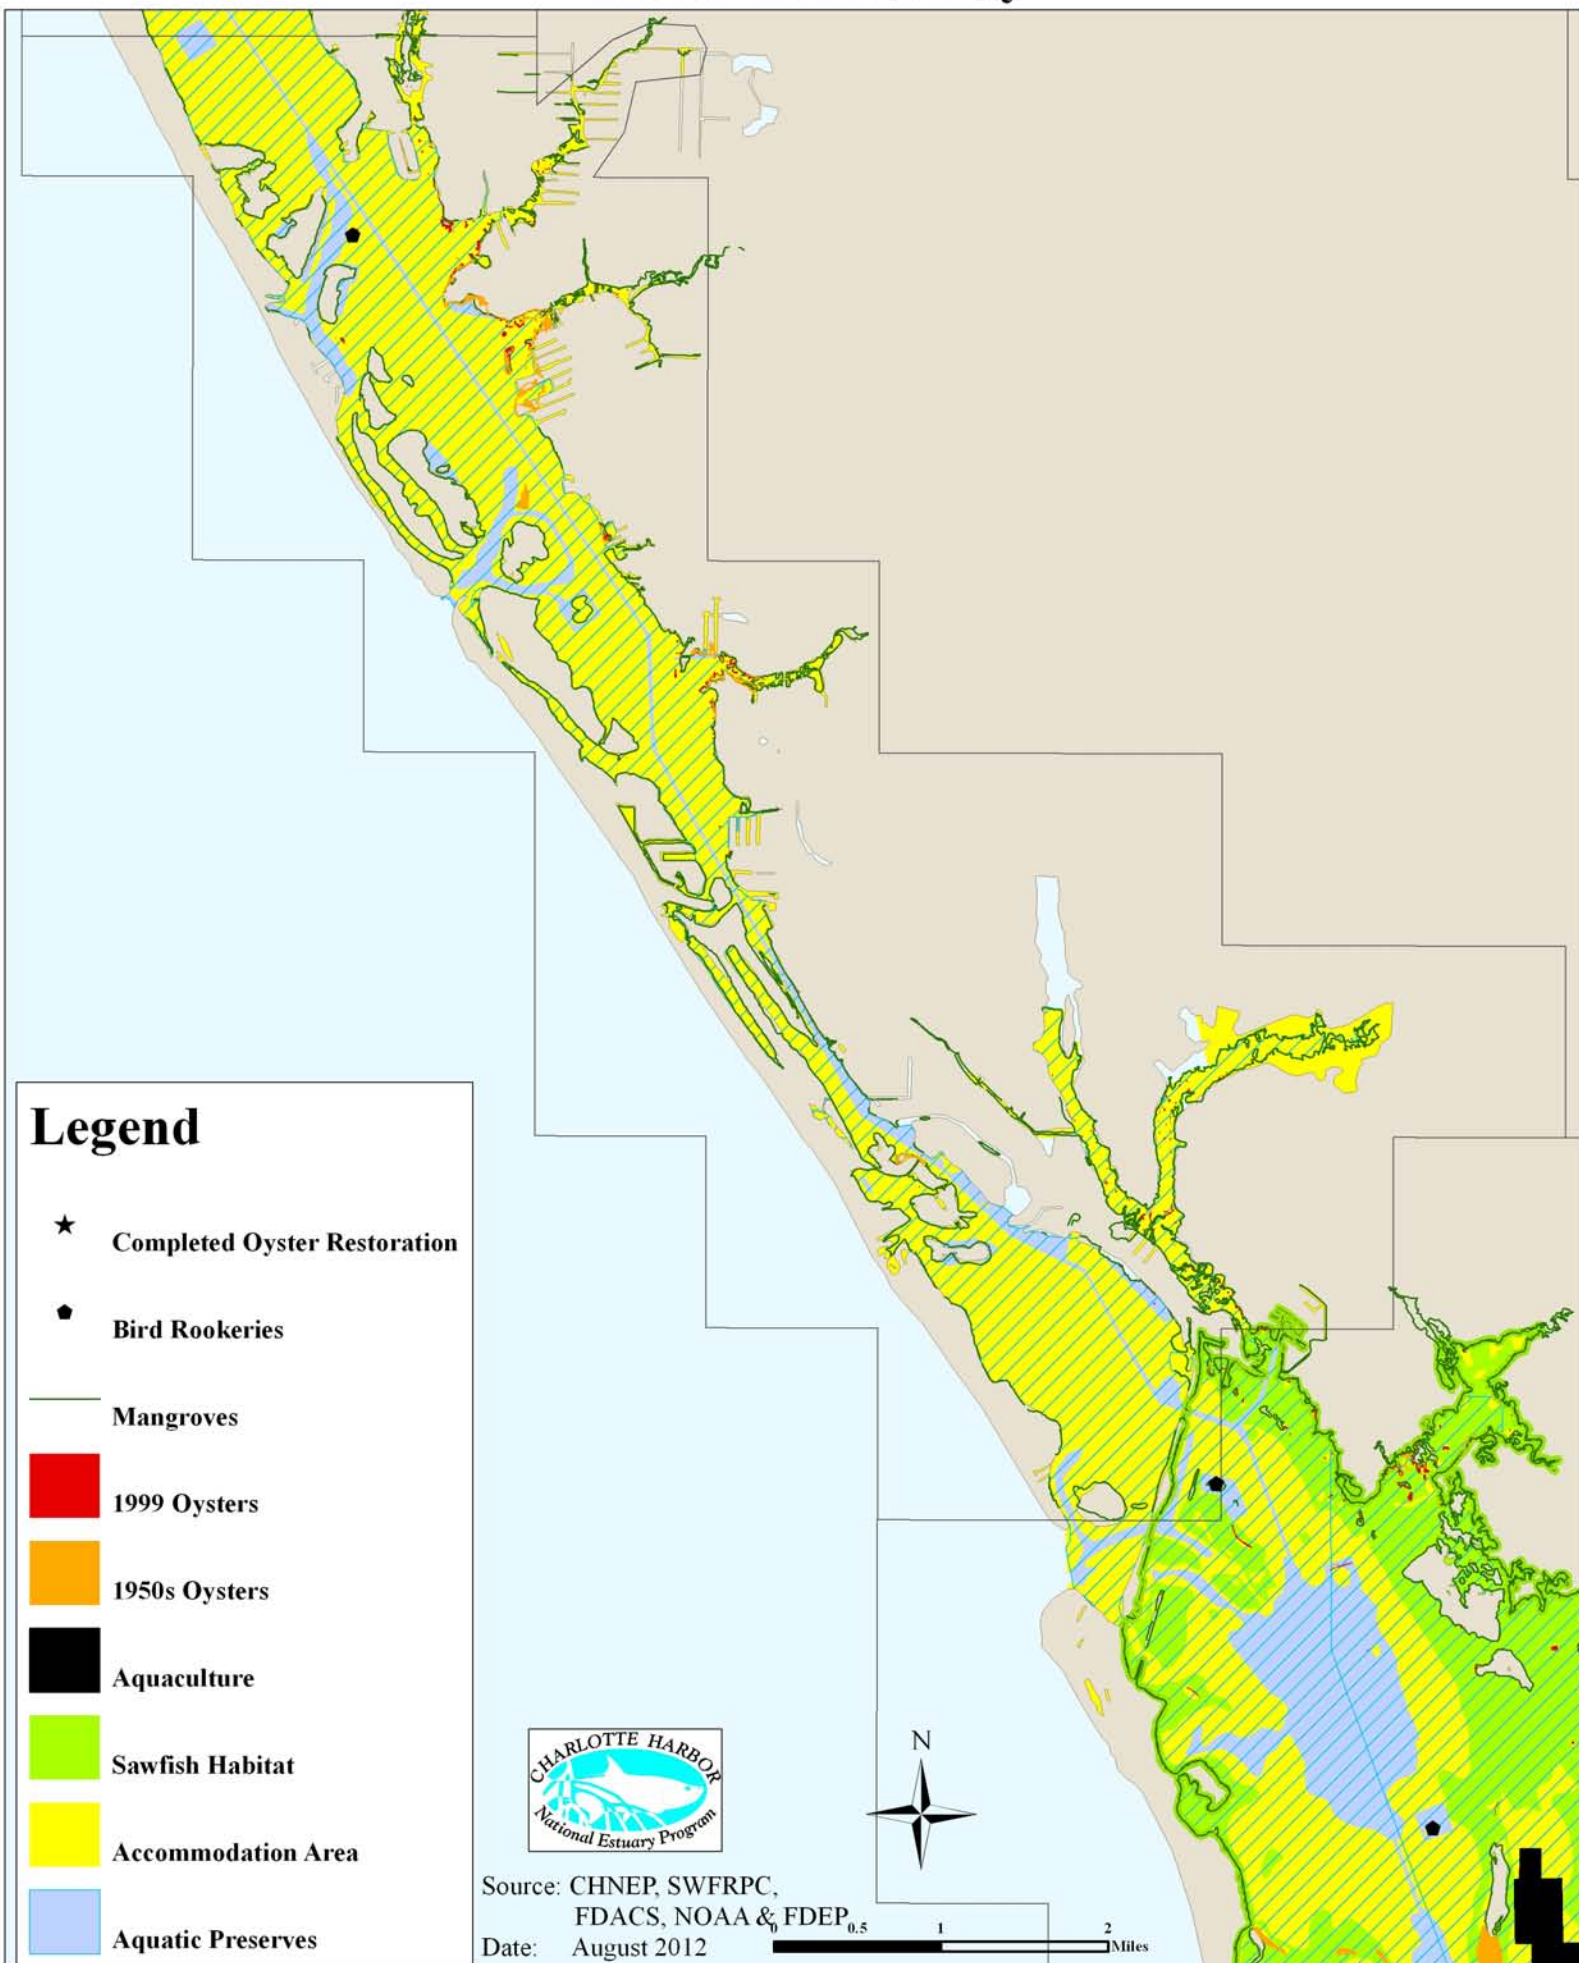 Legend
Completed Oyster Restoration
Bird Rookeries
Mangroves
1999 Oysters
1950s Oysters
Aquaculture
Sawfish Habitat
Accommodation Area
Aquatic Preserves
CHARLOTTE HARBOR
National Estuary Program
N
Source: CHNEP, SWFRPC,
FDACS, NOAA & FDEP
Date: August 2012
0 0.5 1 2
Miles